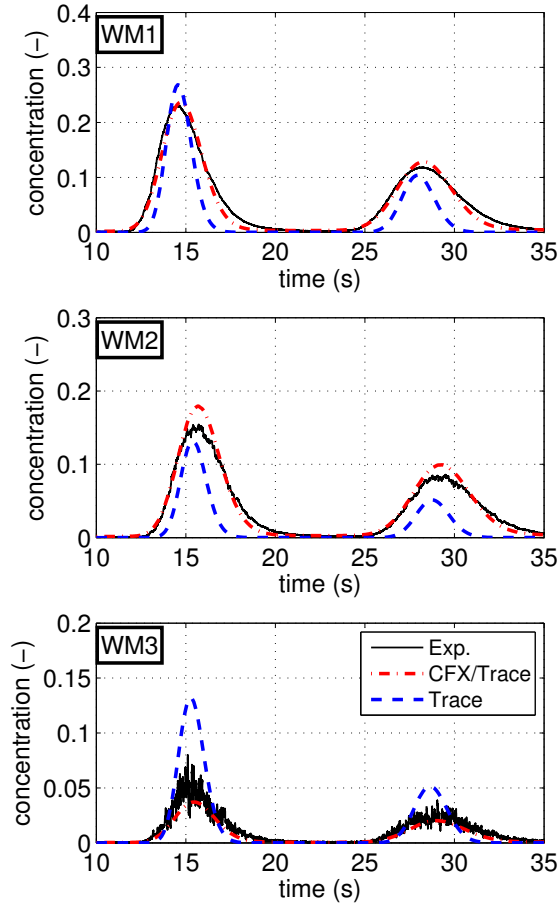 WM1
concentration (−)
0.4
0.3
0.2
0.1
0
10 15 20 25 30 35
time (s)
WM2
concentration (−)
0.3
0.2
0.1
0
10 15 20 25 30 35
time (s)
WM3
concentration (−)
0.2
0.15
0.1
0.05
0
Exp.
CFX/Trace
Trace
10 15 20 25 30 35
time (s)